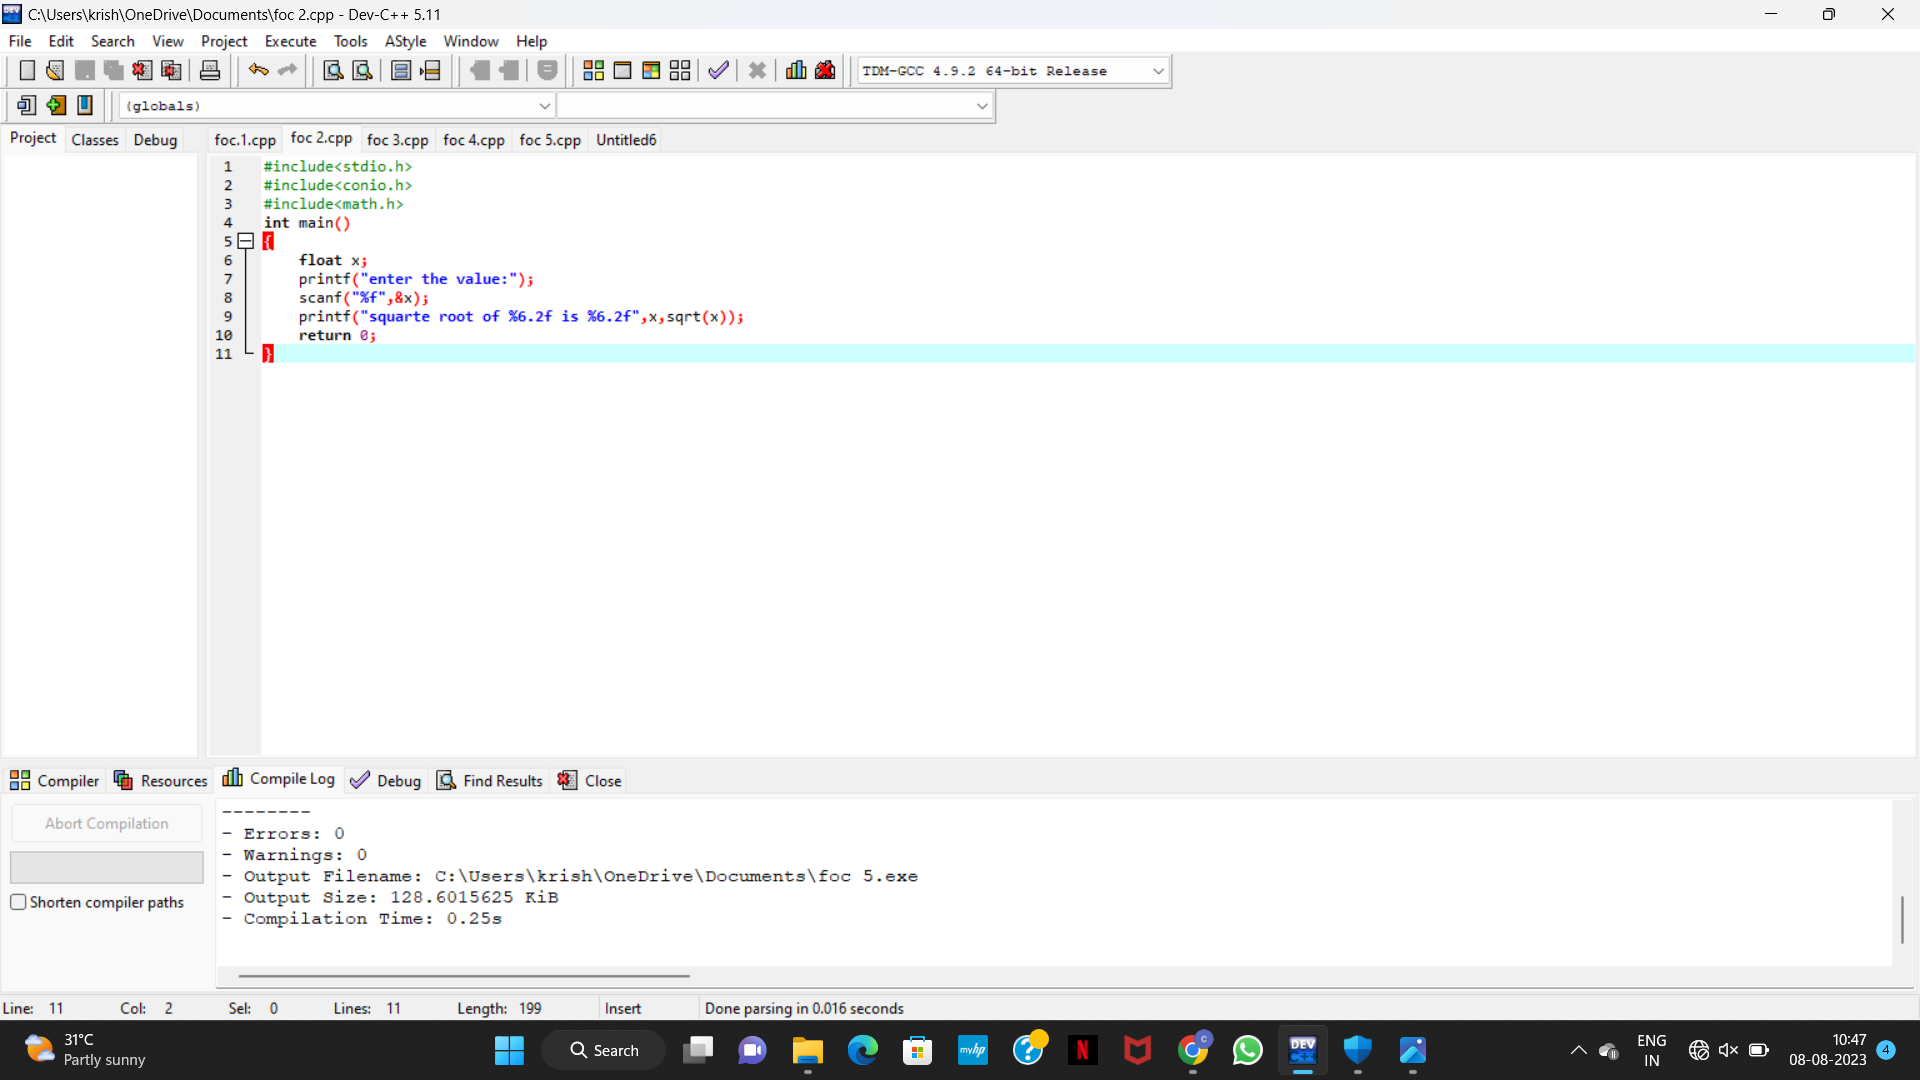 C:\Users\krish\OneDrive\Documents\foc 2.cpp - Dev-C++ 5.11
File Edit Search View Project Execute Tools AStyle Window Help
TDM-GCC 4.9.2 64-bit Release
(globals)
Project Classes Debug foc.1.cpp foc 2.cpp foc 3.cpp foc 4.cpp foc 5.cpp Untitled6
1 #include<stdio.h>
2 #include<conio.h>
3 #include<math.h>
4 int main()
5 {
6 float x;
7 printf("enter the value:");
8 scanf("%f",&x);
9 printf("squarte root of %6.2f is %6.2f",x,sqrt(x));
10 return 0;
11 }
Compiler Resources Compile Log Debug Find Results Close
Abort Compilation
Shorten compiler paths
--------
- Errors: 0
- Warnings: 0
- Output Filename: C:\Users\krish\OneDrive\Documents\foc 5.exe
- Output Size: 128.6015625 KiB
- Compilation Time: 0.25s
Line: 11 Col: 2 Sel: 0 Lines: 11 Length: 199 Insert Done parsing in 0.016 seconds
31°C
Partly sunny
Search
myhp
N
DEV
C++
ENG
IN
10:47
08-08-2023
4